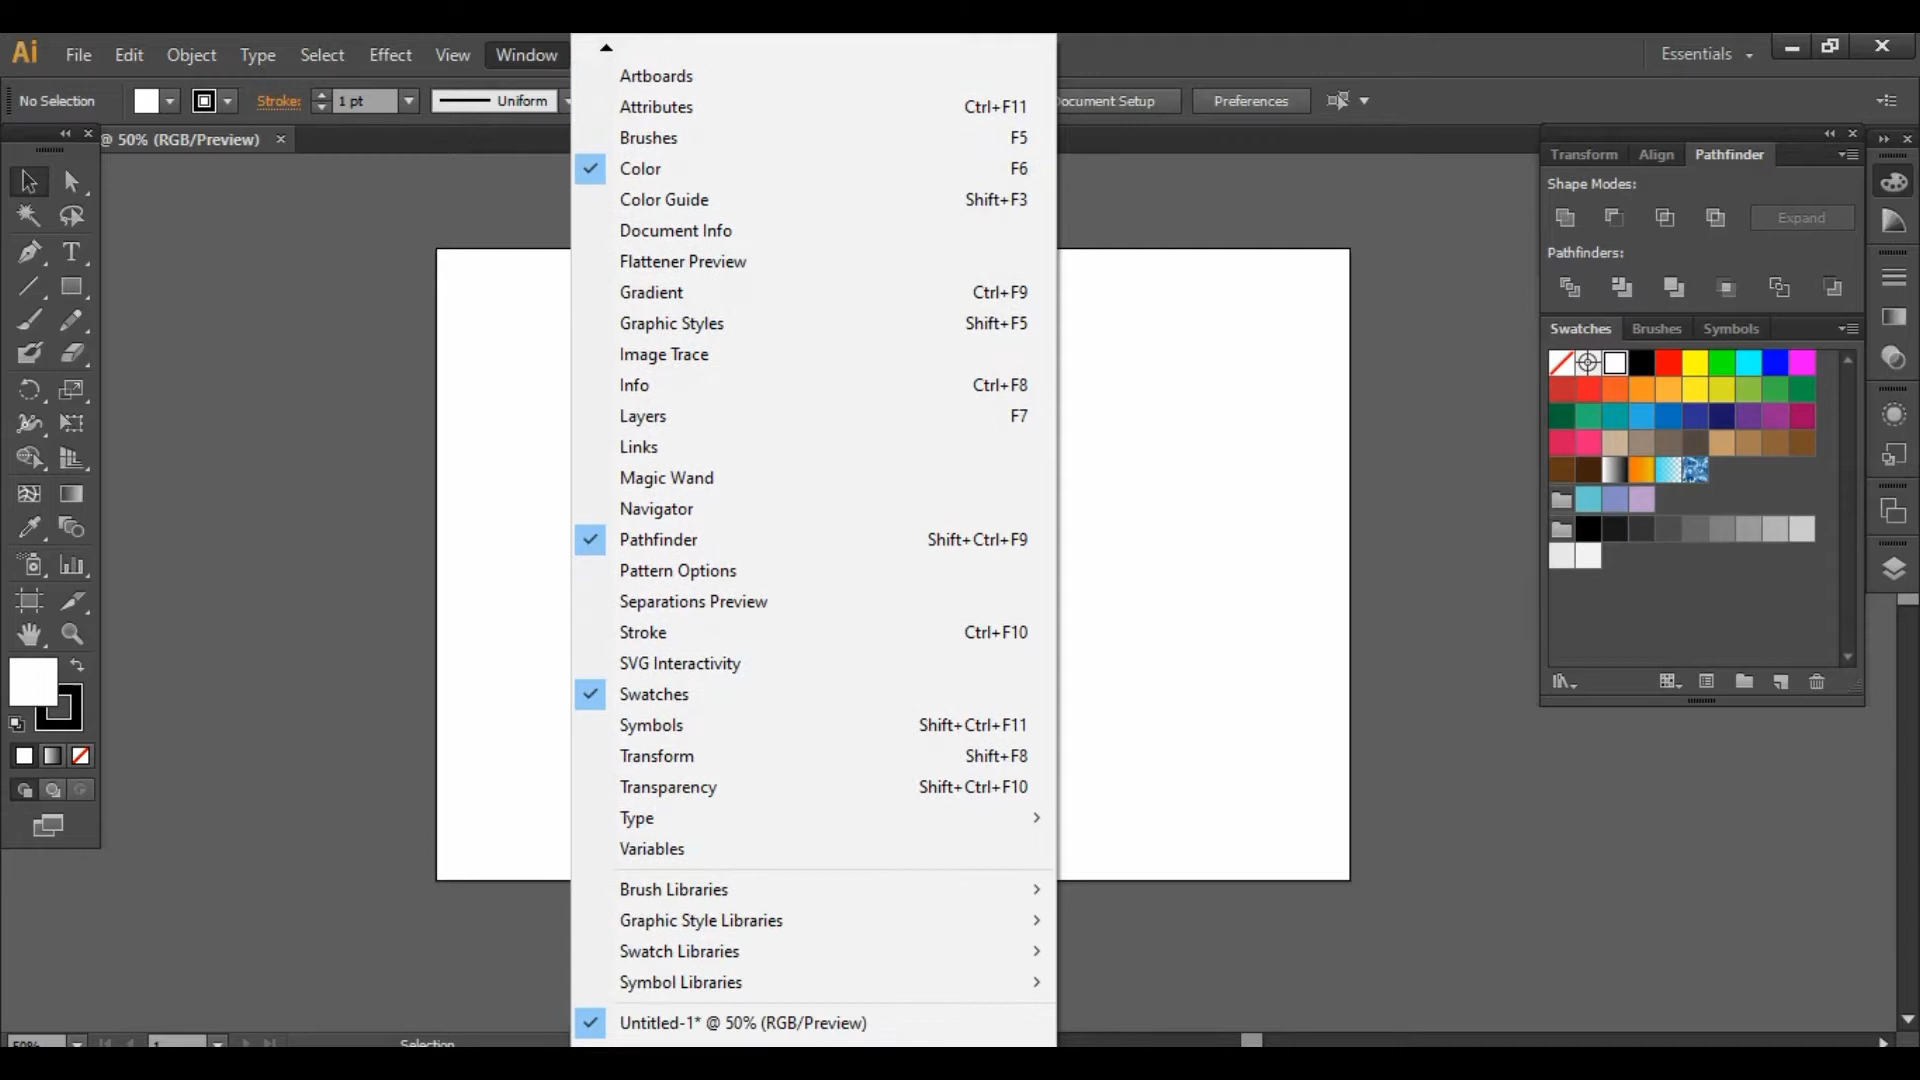 Ai File Edit Object Type Select Effect View Window Essentials
No Selection Stroke: 1 pt Uniform Document Setup Preferences
@ 50% (RGB/Preview)
Artboards
Attributes Ctrl+F11
Brushes F5
Color F6
Color Guide Shift+F3
Document Info
Flattener Preview
Gradient Ctrl+F9
Graphic Styles Shift+F5
Image Trace
Info Ctrl+F8
Layers F7
Links
Magic Wand
Navigator
Pathfinder Shift+Ctrl+F9
Pattern Options
Separations Preview
Stroke Ctrl+F10
SVG Interactivity
Swatches
Symbols Shift+Ctrl+F11
Transform Shift+F8
Transparency Shift+Ctrl+F10
Type
Variables
Brush Libraries
Graphic Style Libraries
Swatch Libraries
Symbol Libraries
Untitled-1* @ 50% (RGB/Preview)
Transform Align Pathfinder
Shape Modes:
Expand
Pathfinders:
Swatches Brushes Symbols
50% 1 Selection